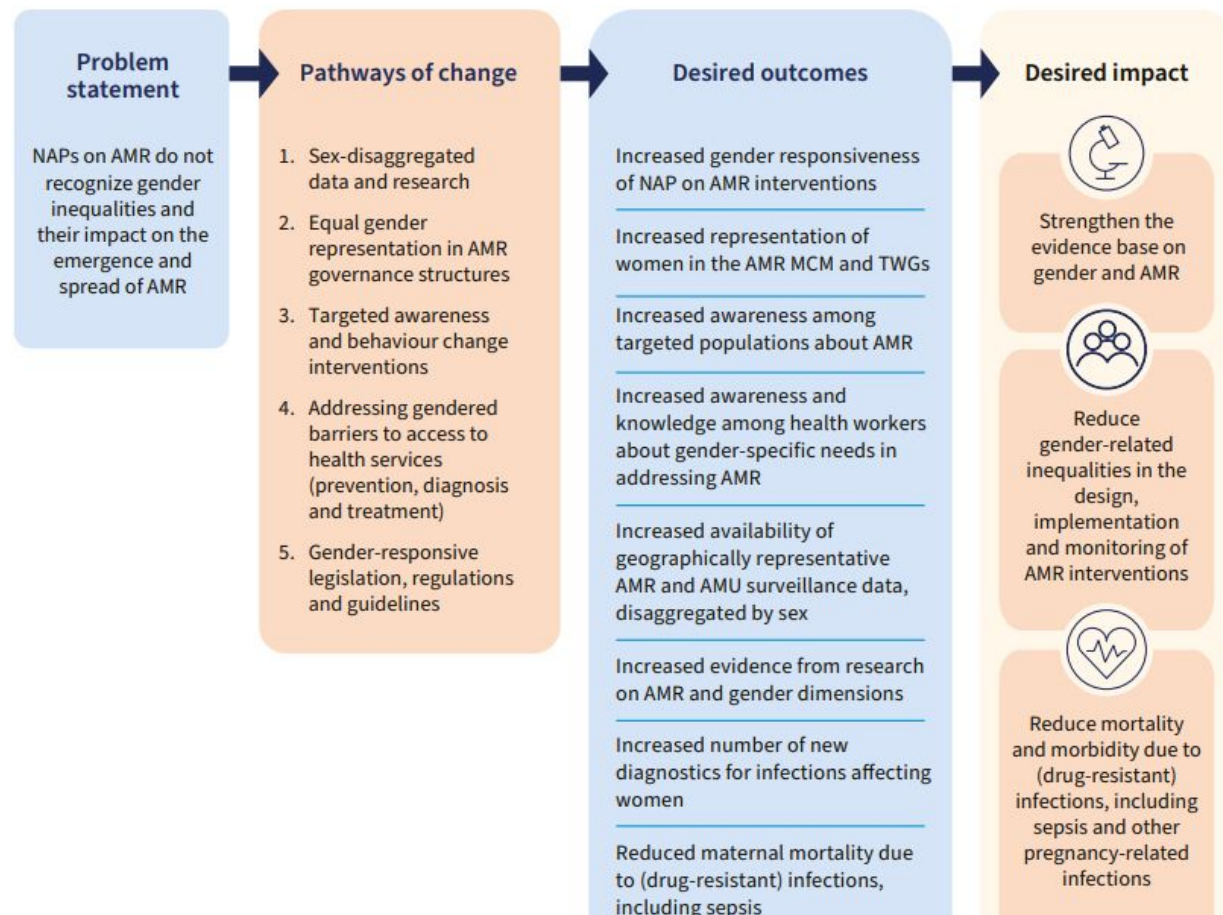 Problem
statement
NAPs on AMR do not
recognize gender
inequalities and
their impact on the
emergence and
spread of AMR
Pathways of change
1. Sex-disaggregated
data and research
2. Equal gender
representation in AMR
governance structures
3. Targeted awareness
and behaviour change
interventions
4. Addressing gendered
barriers to access to
health services
(prevention, diagnosis
and treatment)
5. Gender-responsive
legislation, regulations
and guidelines
Desired outcomes
Increased gender responsiveness
of NAP on AMR interventions
Increased representation of
women in the AMR MCM and TWGs
Increased awareness among
targeted populations about AMR
Increased awareness and
knowledge among health workers
about gender-specific needs in
addressing AMR
Increased availability of
geographically representative
AMR and AMU surveillance data,
disaggregated by sex
Increased evidence from research
on AMR and gender dimensions
Increased number of new
diagnostics for infections affecting
women
Reduced maternal mortality due
to (drug-resistant) infections,
including sepsis
Desired impact
Strengthen the
evidence base on
gender and AMR
Reduce
gender-related
inequalities in the
design,
implementation
and monitoring of
AMR interventions
Reduce mortality
and morbidity due to
(drug-resistant)
infections, including
sepsis and other
pregnancy-related
infections